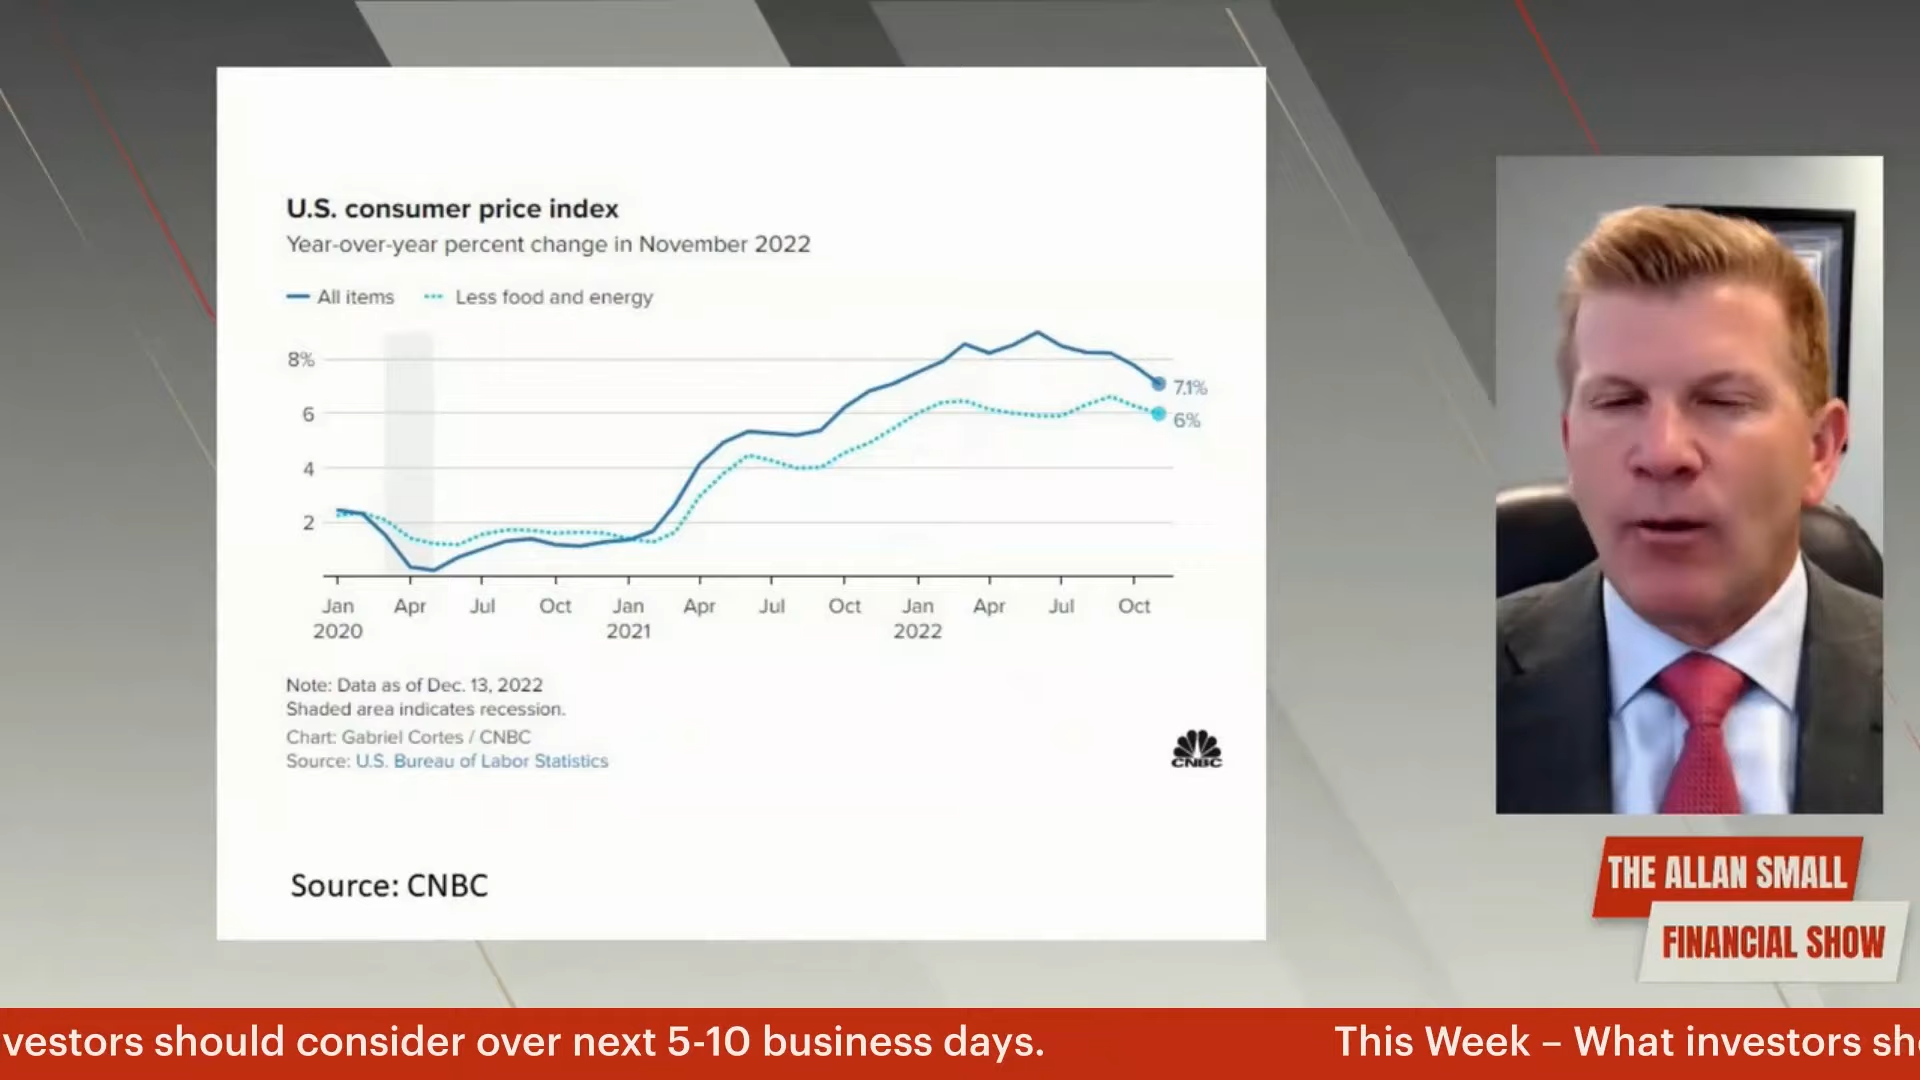 U.S. consumer price index
Year-over-year percent change in November 2022
All items Less food and energy
8%
6
4
2
7.1%
6%
Jan Apr Jul Oct Jan Apr Jul Oct Jan Apr Jul Oct
2020 2021 2022
Note: Data as of Dec. 13, 2022
Shaded area indicates recession.
Chart: Gabriel Cortes / CNBC
Source: U.S. Bureau of Labor Statistics
CNBC
Source: CNBC
THE ALLAN SMALL
FINANCIAL SHOW
vestors should consider over next 5-10 business days. This Week – What investors sh